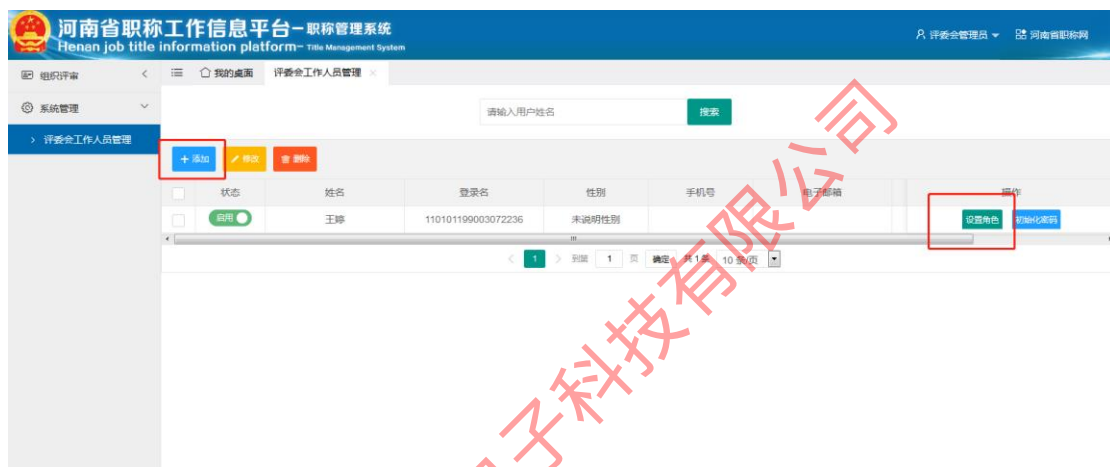 河南省职称工作信息平台-职称管理系统
Henan job title information platform- Title Management System
评委会管理员 河南省职称网
组织评审 我的桌面 评委会工作人员管理
系统管理 请输入用户姓名 搜索
评委会工作人员管理
添加 修改 删除
状态 姓名 登录名 性别 手机号 电子邮箱 操作
启用 王婷 110101199003072236 未说明性别 设置角色 初始化密码
1 到第 1 页 确定 共 1 条 10 条/页
子科技有限公司